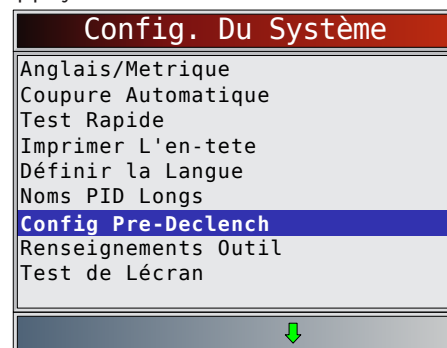 Config. Du Système
Anglais/Metrique
Coupure Automatique
Test Rapide
Imprimer L'en-tete
Définir la Langue
Noms PID Longs
Config Pre-Declench
Renseignements Outil
Test de Lécran